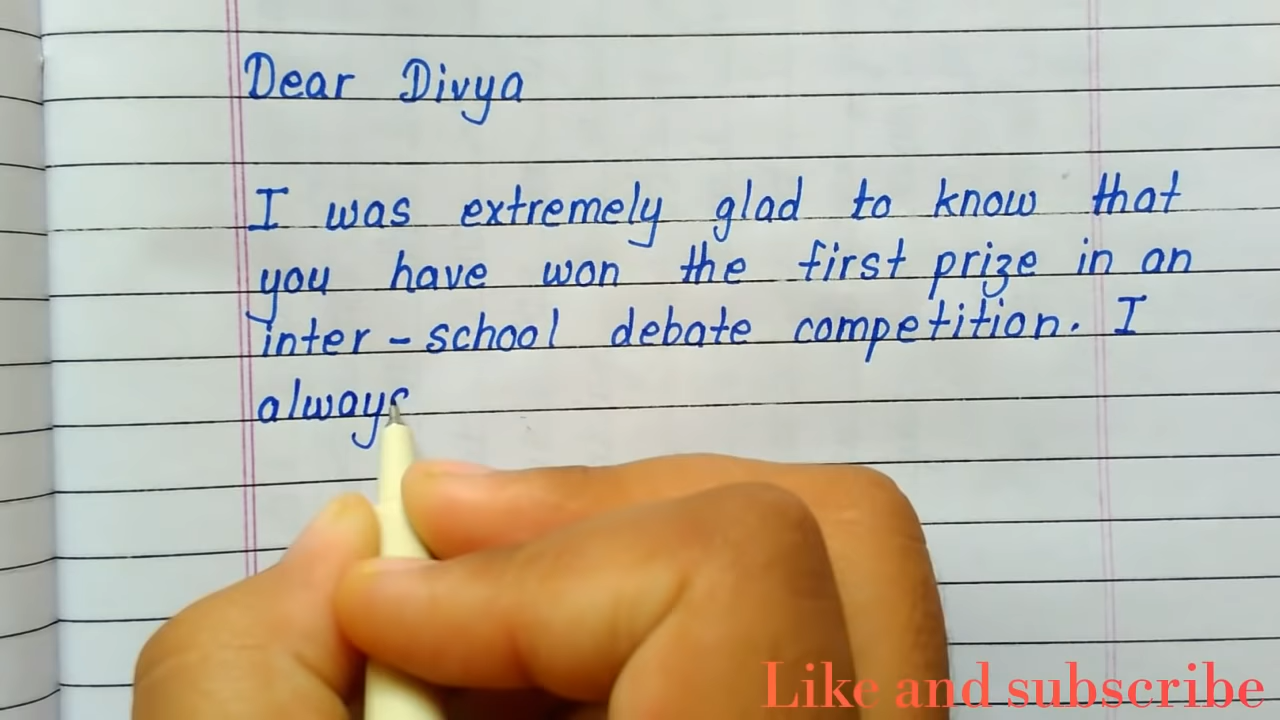 Dear Divya
I was extremely glad to know that
you have won the first prize in an
inter-school debate competition. I
always
Like and subscribe